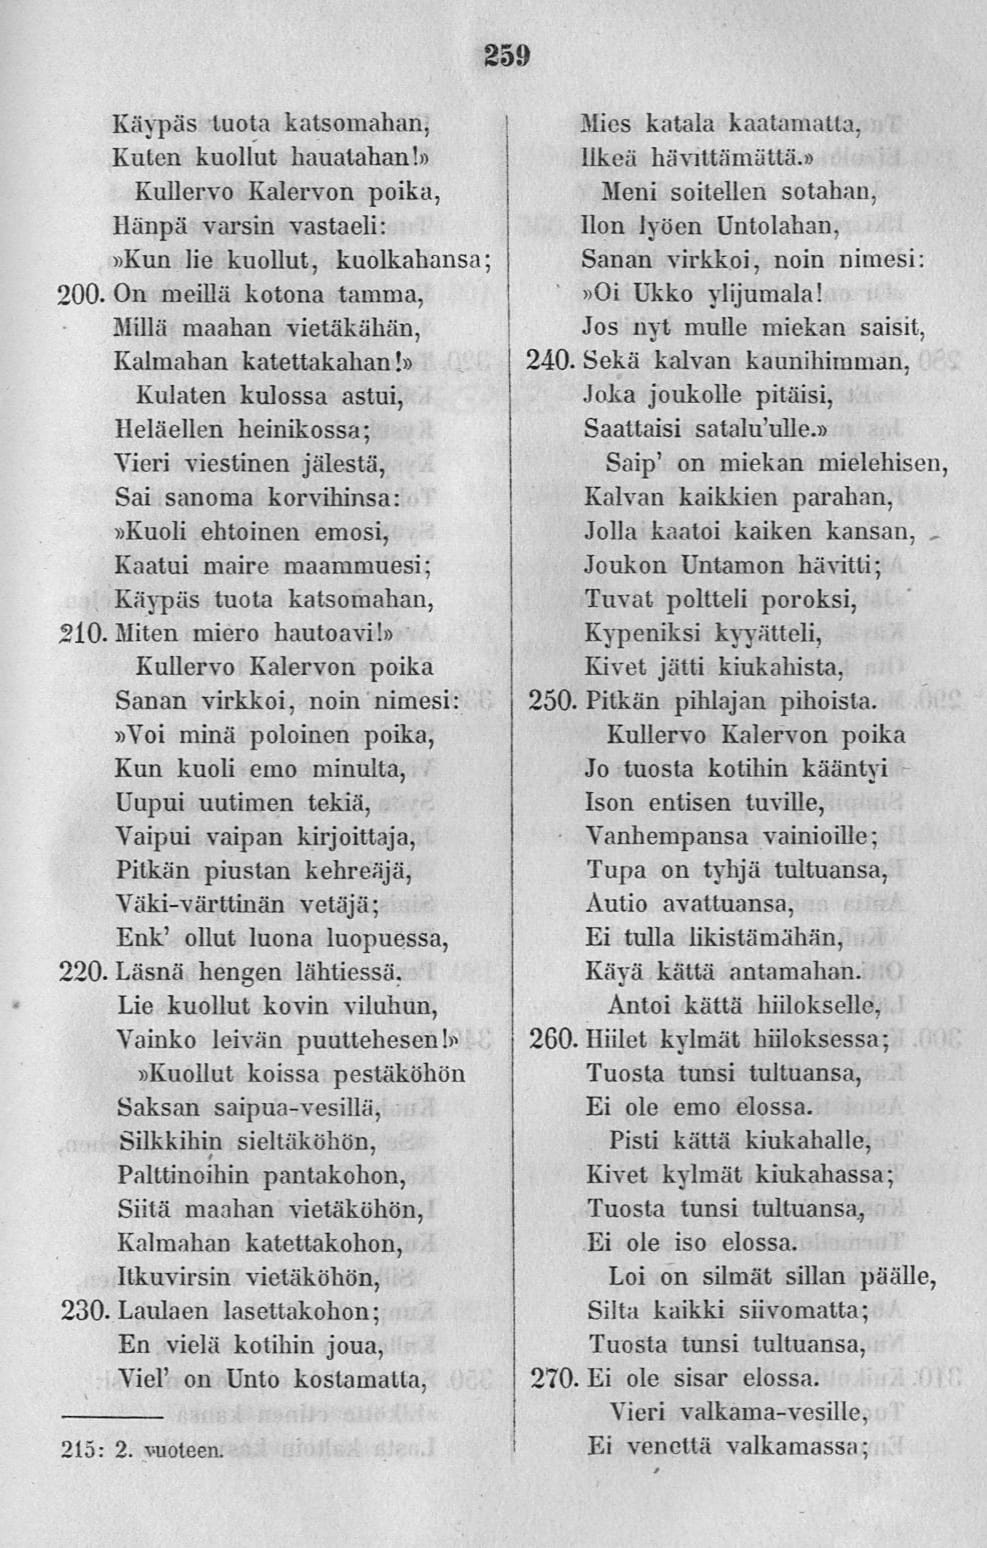 259
Käypäs tuota katsomahan,
Kuten kuollut hauatahan!»
Kullervo Kalervon poika,
Hänpä varsin vastaeli:
»Kun lie kuollut, kuolkahansa;
200. On meillä kotona tamma,
Millä maahan vietäkähän,
Kalmahan katettakahan!»
Kulaten kulossa astui,
Heläellen heinikossa;
Vieri viestinen jälestä,
Sai sanoma korvihinsa:
»Kuoli ehtoinen emosi,
Kaatui maire maammuesi;
Käypäs tuota katsomahan,
210. Miten miero hautoavi!»
Kullervo Kalervon poika
Sanan virkkoi, noin nimesi:
»Voi minä poloinen poika,
Kun kuoli emo minulta,
Uupui uutimen tekiä,
Vaipui vaipan kirjoittaja,
Pitkän piustan kehreäjä,
Väki-värttinän vetäjä;
Enk' ollut luona luopuessa,
220. Läsnä hengen lähtiessä.
Lie kuollut kovin viluhun,
Vainko leivän puuttehesen!»
»Kuollut koissa pestäköhön
Saksan saipua-vesillä,
Silkkihin sieltäköhön,
Palttinoihin pantakohon,
Siitä maahan vietäköhön,
Kalmahan katettakohon,
Itkuvirsin vietäköhön,
230. Laulaen lasettakohon;
En vielä kotihin joua,
Viel' on Unto kostamatta,
215: 2. vuoteen.
Mies katala kaatamatta,
Ilkeä hävittämättä.»
Meni soitellen sotahan,
Ilon lyöen Untolahan,
Sanan virkkoi, noin nimesi:
»Oi Ukko ylijumala!
Jos nyt mulle miekan saisit,
240. Sekä kalvan kaunihimman,
Joka joukolle pitäisi,
Saattaisi satalu'ulle.»
Saip' on miekan mielehisen,
Kalvan kaikkien parahan,
Jolla kaatoi kaiken kansan,
Joukon Untamon hävitti;
Tuvat poltteli poroksi,
Kypeniksi kyyätteli,
Kivet jätti kiukahista,
250. Pitkän pihlajan pihoista.
Kullervo Kalervon poika
Jo tuosta kotihin kääntyi
Ison entisen tuville,
Vanhempansa vainioille;
Tupa on tyhjä tultuansa,
Autio avattuansa,
Ei tulla likistämähän,
Käyä kättä antamahan.
Antoi kättä hiilokselle,
260. Hiilet kylmät hiiloksessa;
Tuosta tunsi tultuansa,
Ei ole emo elossa.
Pisti kättä kiukahalle,
Kivet kylmät kiukahassa;
Tuosta tunsi tultuansa,
Ei ole iso elossa.
Loi on silmät sillan päälle,
Silta kaikki siivomatta;
Tuosta tunsi tultuansa,
270. Ei ole sisar elossa.
Vieri valkama-vesille,
Ei venettä valkamassa;